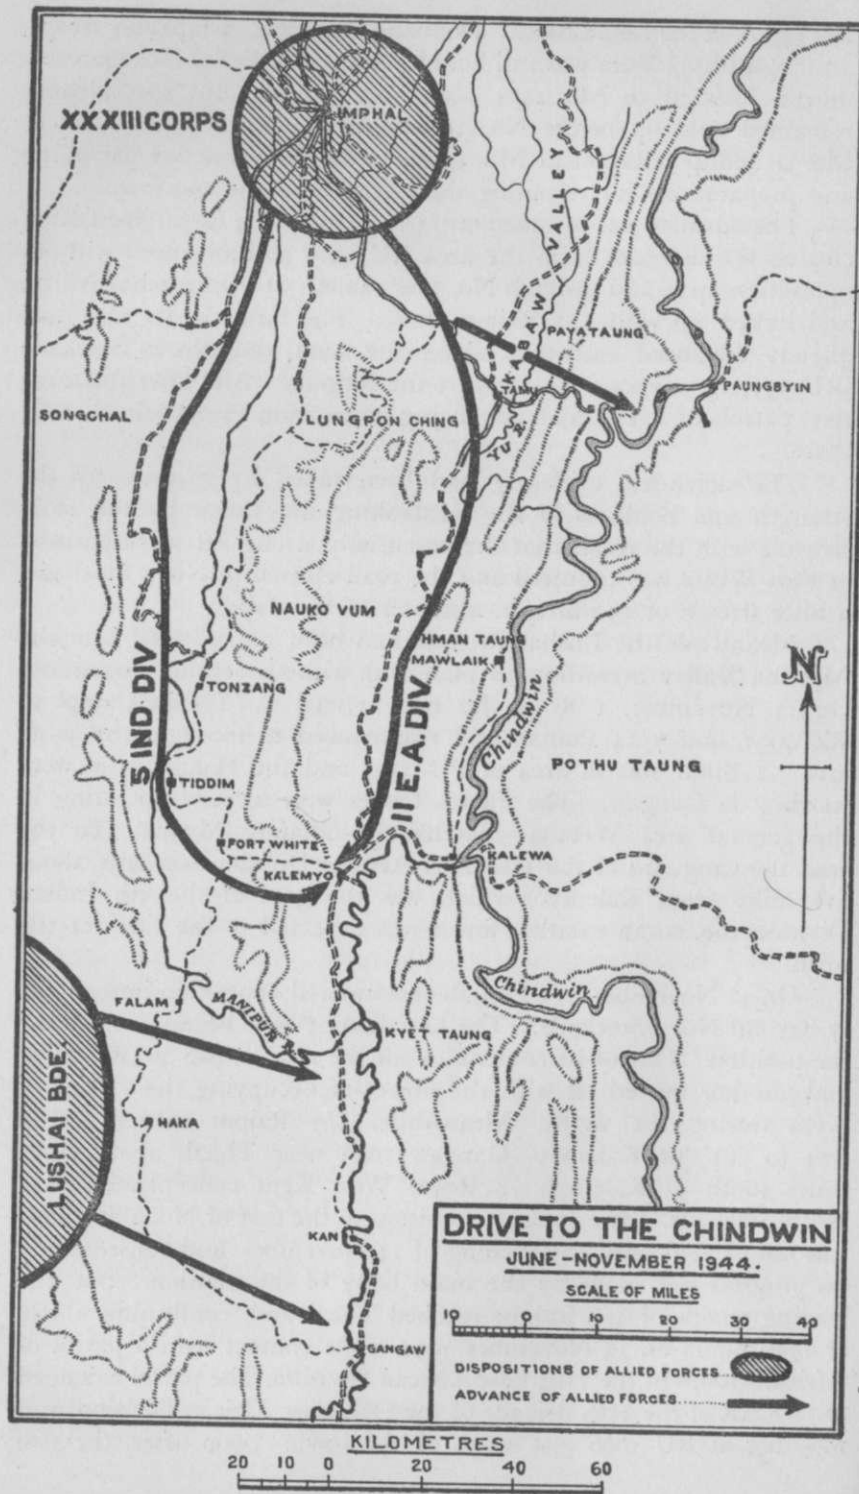 XXXIII CORPS
IMPHAL
KABAW VALLEY
PAYATAUNG
TAMU
PAUNGBYIN
YU R.
SONGCHAL
LUNGPON CHING
NAUKO VUM
HMAN TAUNG
MAWLAIK
5 IND DIV
TONZANG
11 E.A. DIV.
Chindwin
N
POTHU TAUNG
TIDDIM
FORT WHITE
KALEMYO
KALEWA
Chindwin
FALAM
MANIPUR
KYET TAUNG
LUSHAI BDE.
HAKA
KAN
GANGAW
DRIVE TO THE CHINDWIN
JUNE-NOVEMBER 1944.
SCALE OF MILES
10 0 10 20 30 40
DISPOSITIONS OF ALLIED FORCES
ADVANCE OF ALLIED FORCES
KILOMETRES
20 10 0 20 40 60